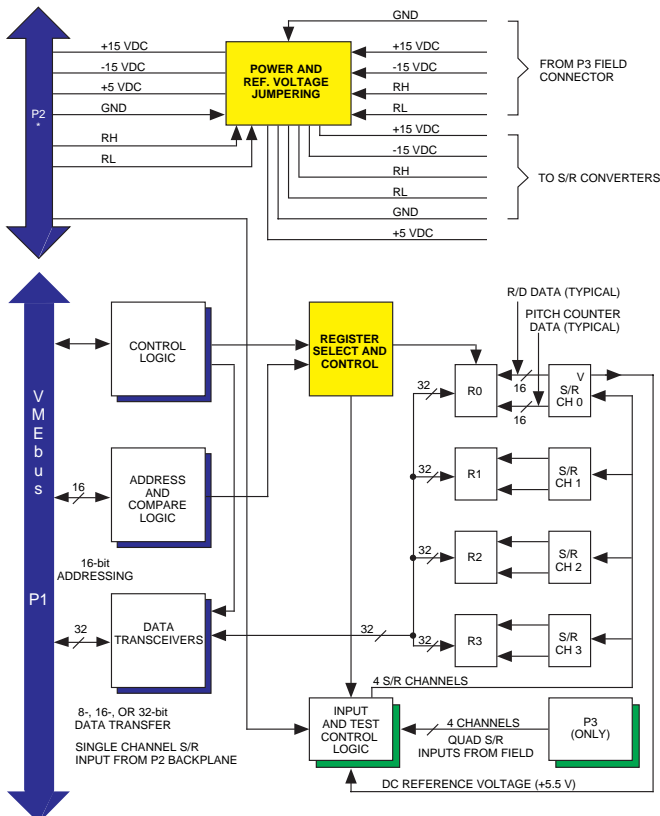 GND
+15 VDC
-15 VDC
+5 VDC
GND
RH
RL
P2
*
POWER AND
REF. VOLTAGE
JUMPERING
+15 VDC
-15 VDC
RH
RL
FROM P3 FIELD
CONNECTOR
+15 VDC
-15 VDC
RH
RL
GND
+5 VDC
TO S/R CONVERTERS
VMEbus
P1
CONTROL
LOGIC
REGISTER
SELECT AND
CONTROL
R/D DATA (TYPICAL)
PITCH COUNTER
DATA (TYPICAL)
32
R0
16
16
V
S/R
CH 0
32
R1
S/R
CH 1
16
ADDRESS
AND
COMPARE
LOGIC
16-bit
ADDRESSING
32
R2
S/R
CH 2
32
DATA
TRANSCEIVERS
32
32
R3
S/R
CH 3
4 S/R CHANNELS
8-, 16-, OR 32-bit
DATA TRANSFER
SINGLE CHANNEL S/R
INPUT FROM P2 BACKPLANE
INPUT
AND TEST
CONTROL
LOGIC
4 CHANNELS
QUAD S/R
INPUTS FROM FIELD
P3
(ONLY)
DC REFERENCE VOLTAGE (+5.5 V)